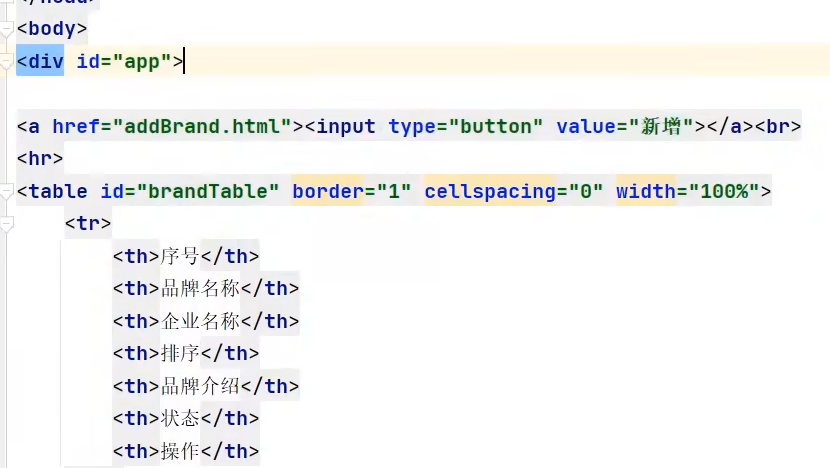 </head>
<body>
<div id="app">
<a href="addBrand.html"><input type="button" value="新增"></a><br>
<hr>
<table id="brandTable" border="1" cellspacing="0" width="100%">
<tr>
<th>序号</th>
<th>品牌名称</th>
<th>企业名称</th>
<th>排序</th>
<th>品牌介绍</th>
<th>状态</th>
<th>操作</th>